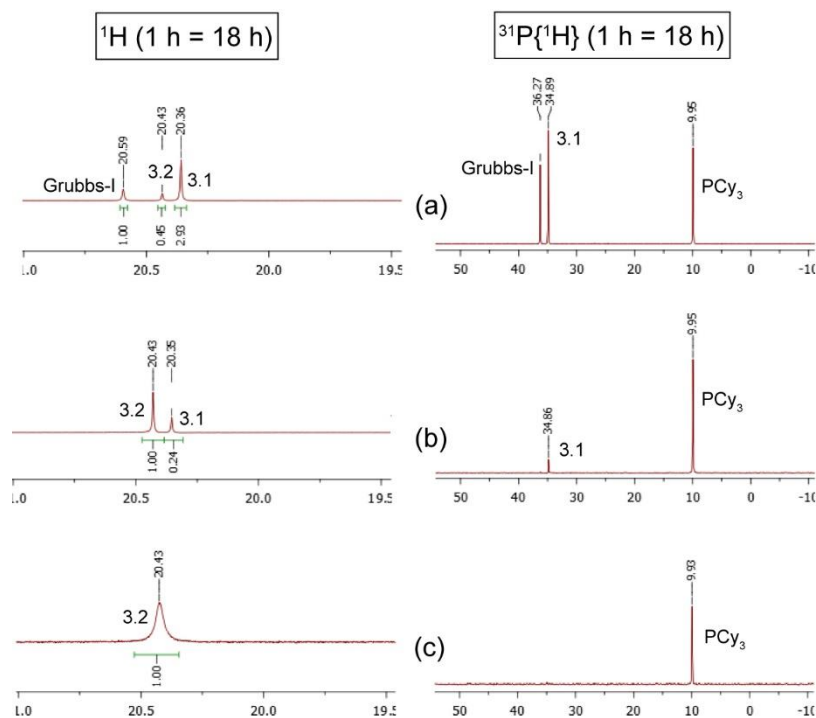 ¹H (1 h = 18 h)
³¹P{¹H} (1 h = 18 h)
20.59
20.43
20.36
Grubbs-I
3.2
3.1
1.00
0.45
2.93
1.0 20.5 20.0 19.5
(a)
36.27
34.89
9.95
3.1
Grubbs-I
PCy₃
50 40 30 20 10 0 -10
20.43
20.35
3.2
3.1
1.00
0.24
1.0 20.5 20.0 19.5
(b)
34.86
9.95
3.1
PCy₃
50 40 30 20 10 0 -10
20.43
3.2
1.00
1.0 20.5 20.0 19.5
(c)
9.93
PCy₃
50 40 30 20 10 0 -10